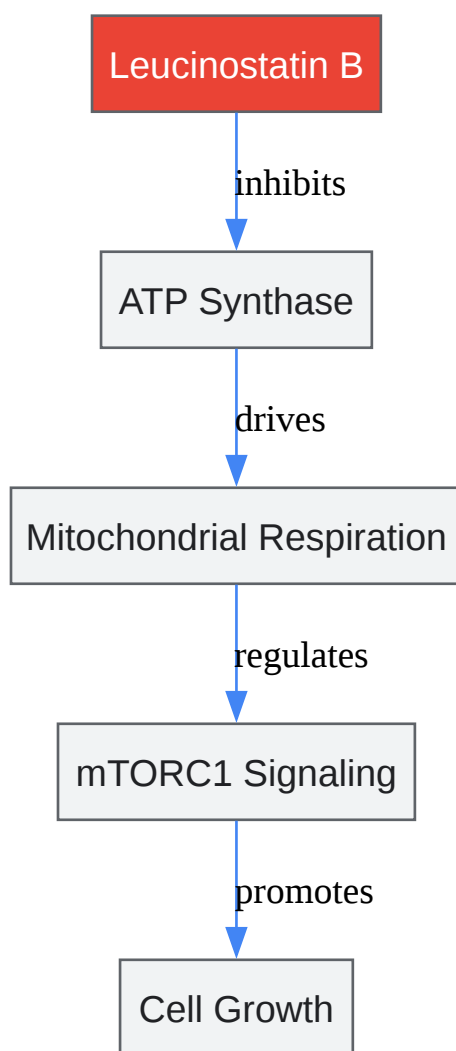 Leucinostatin B
inhibits
ATP Synthase
drives
Mitochondrial Respiration
regulates
mTORC1 Signaling
promotes
Cell Growth